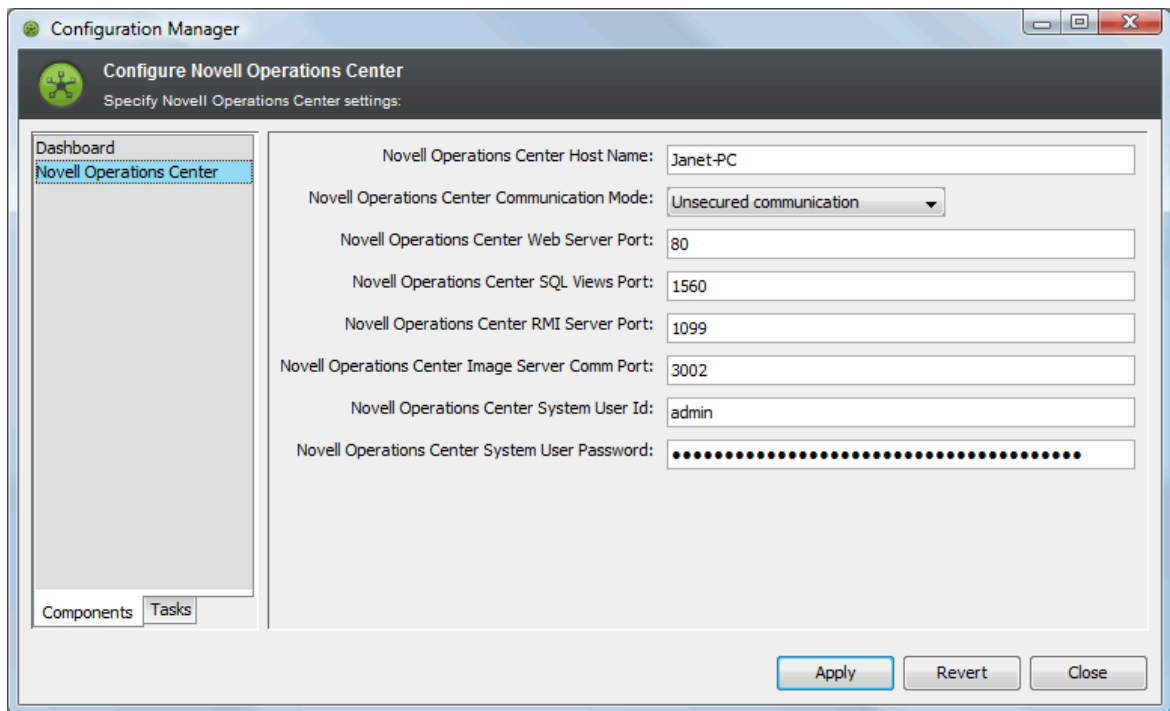 Configuration Manager
Configure Novell Operations Center
Specify Novell Operations Center settings:
Dashboard
Novell Operations Center
Novell Operations Center Host Name: Janet-PC
Novell Operations Center Communication Mode: Unsecured communication
Novell Operations Center Web Server Port: 80
Novell Operations Center SQL Views Port: 1560
Novell Operations Center RMI Server Port: 1099
Novell Operations Center Image Server Comm Port: 3002
Novell Operations Center System User Id: admin
Novell Operations Center System User Password: ●●●●●●●●●●●●●●●●●●●●●●●●●●●●●●●●●●●●●●●●
Components Tasks
Apply Revert Close